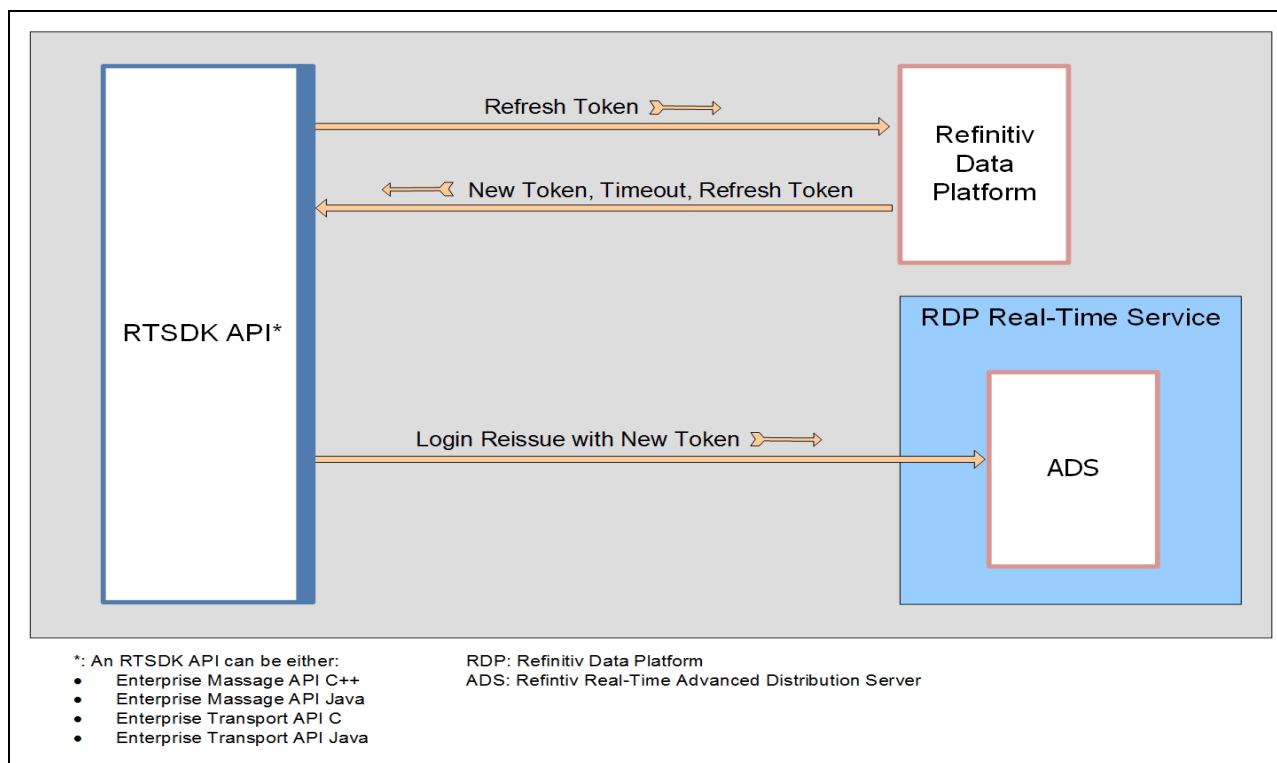 Refresh Token
Refinitiv
Data
Platform
New Token, Timeout, Refresh Token
RTSDK API*
RDP Real-Time Service
Login Reissue with New Token
ADS
*: An RTSDK API can be either:
• Enterprise Massage API C++
• Enterprise Massage API Java
• Enterprise Transport API C
• Enterprise Transport API Java
RDP: Refinitiv Data Platform
ADS: Refintiv Real-Time Advanced Distribution Server